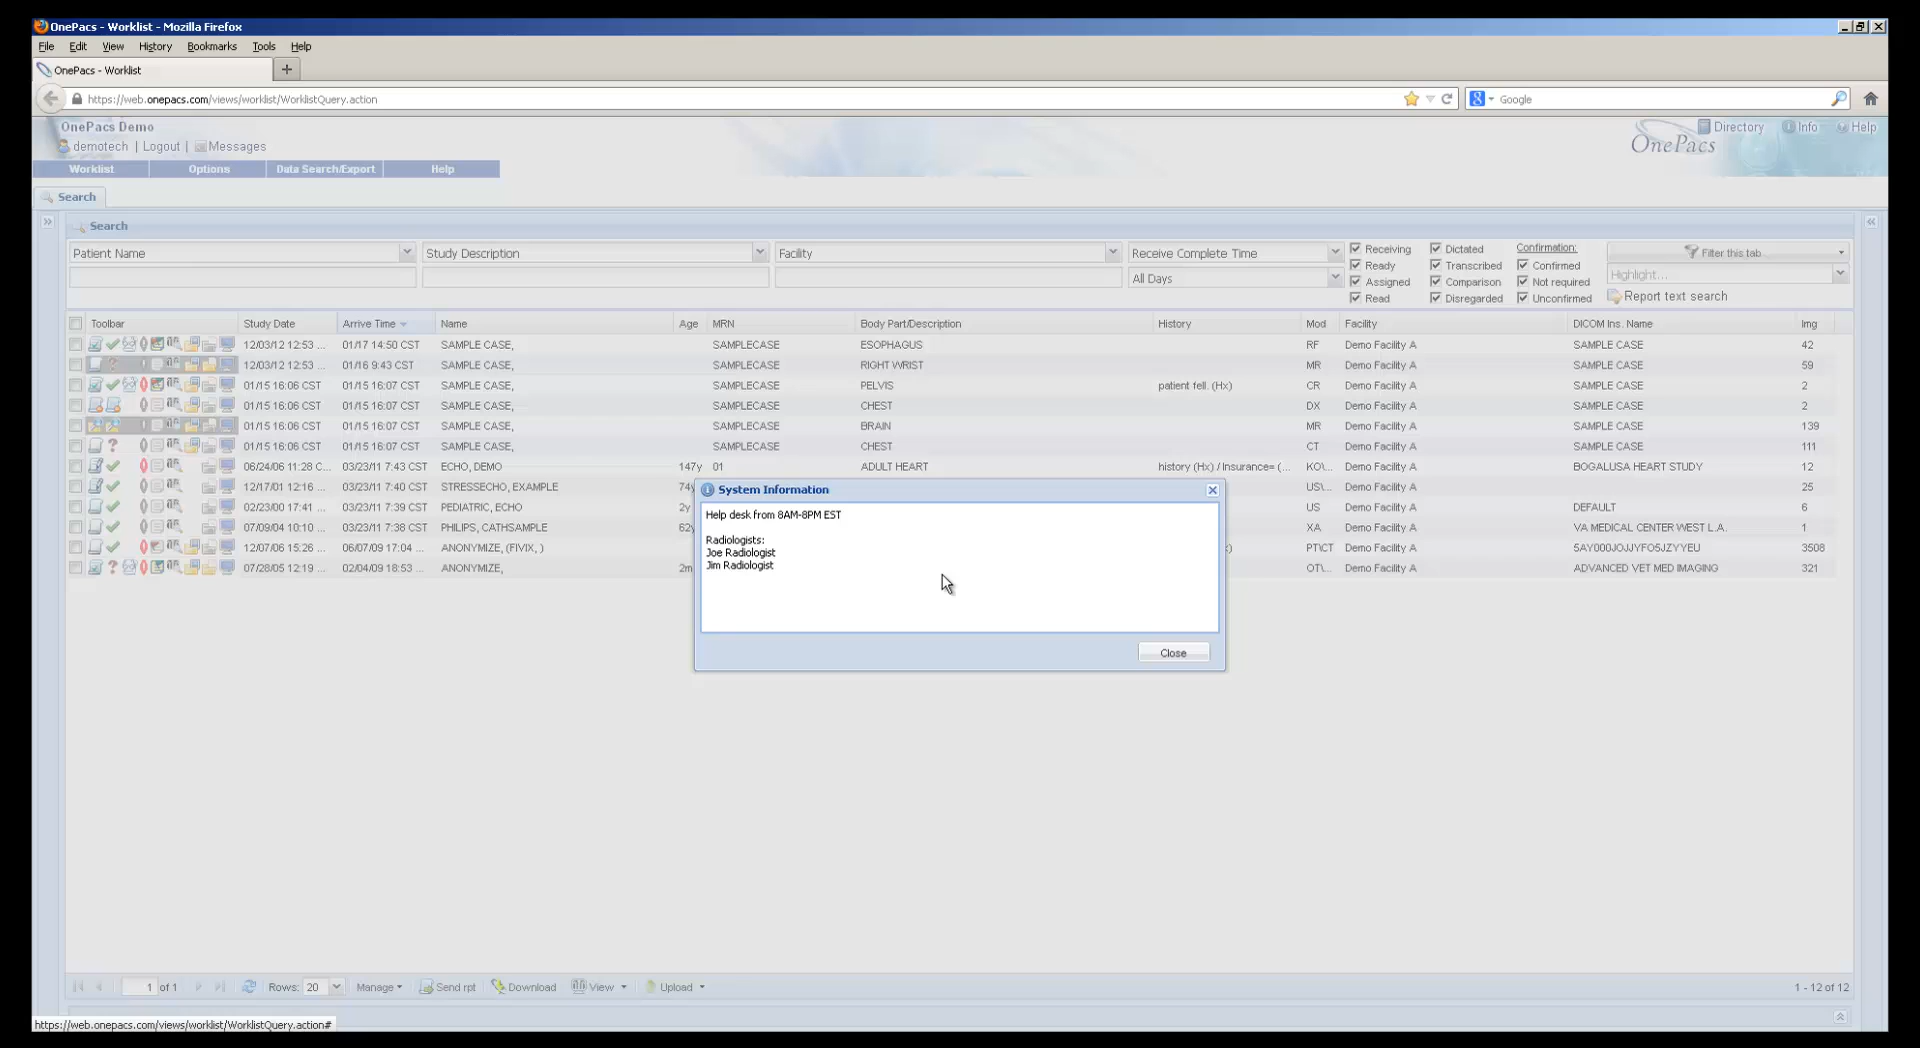 OnePacs - Worklist - Mozilla Firefox
File Edit View History Bookmarks Tools Help
OnePacs - Worklist +
https://web.onepacs.com/views/worklist/WorklistQuery.action
Google
OnePacs Demo
demotech | Logout | Messages
OnePacs
Directory Info Help
Worklist Options Data Search/Export Help
Search
Search
Patient Name Study Description Facility Receive Complete Time
All Days
Receiving Dictated Confirmation: Filter this tab
Ready Transcribed Confirmed Highlight...
Assigned Comparison Not required
Read Disregarded Unconfirmed Report text search
Toolbar Study Date Arrive Time Name Age MRN Body Part/Description History Mod Facility DICOM Ins. Name Img
12/03/12 12:53 ... 01/17 14:50 CST SAMPLE CASE, SAMPLECASE ESOPHAGUS RF Demo Facility A SAMPLE CASE 42
12/03/12 12:53 ... 01/16 9:43 CST SAMPLE CASE, SAMPLECASE RIGHT WRIST MR Demo Facility A SAMPLE CASE 59
01/15 16:06 CST 01/15 16:07 CST SAMPLE CASE, SAMPLECASE PELVIS patient fell. (Hx) CR Demo Facility A SAMPLE CASE 2
01/15 16:06 CST 01/15 16:07 CST SAMPLE CASE, SAMPLECASE CHEST DX Demo Facility A SAMPLE CASE 2
01/15 16:06 CST 01/15 16:07 CST SAMPLE CASE, SAMPLECASE BRAIN MR Demo Facility A SAMPLE CASE 139
01/15 16:06 CST 01/15 16:07 CST SAMPLE CASE, SAMPLECASE CHEST CT Demo Facility A SAMPLE CASE 111
06/24/06 11:28 C... 03/23/11 7:43 CST ECHO, DEMO 147y 01 ADULT HEART history (Hx) / Insurance= (... KO\... Demo Facility A BOGALUSA HEART STUDY 12
12/17/01 12:16 ... 03/23/11 7:40 CST STRESSECHO, EXAMPLE 74y US\... Demo Facility A 25
02/23/00 17:41 ... 03/23/11 7:39 CST PEDIATRIC, ECHO 2y US Demo Facility A DEFAULT 6
07/09/04 10:10 ... 03/23/11 7:38 CST PHILIPS, CATHSAMPLE 62y XA Demo Facility A VA MEDICAL CENTER WEST L.A. 1
12/07/06 15:26 ... 06/07/09 17:04 ... ANONYMIZE, (FIVIX, ) ) PT\CT Demo Facility A 5AY000JOJJYFO5JZYYEU 3508
07/28/05 12:19 ... 02/04/09 18:53 ... ANONYMIZE, 2m OT\... Demo Facility A ADVANCED VET MED IMAGING 321
System Information
Help desk from 8AM-8PM EST
Radiologists:
Joe Radiologist
Jim Radiologist
Close
1 of 1 Rows: 20 Manage Send rpt Download View Upload 1 - 12 of 12
https://web.onepacs.com/views/worklist/WorklistQuery.action#